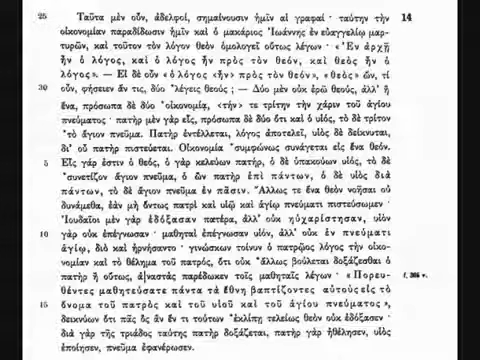 25 Ταῦτα μὲν οὖν, ἀδελφοί, σημαίνουσιν ἡμῖν αἱ γραφαί · ταύτην τὴν 14
οἰκονομίαν παραδίδωσιν ἡμῖν καὶ ὁ μακάριος Ἰωάννης ἐν εὐαγγελίῳ μαρ-
τυρῶν, καὶ τοῦτον τὸν λόγον θεὸν ὁμολογεῖ οὕτως λέγων · «Ἐν ἀρχῇ
ἦν ὁ λόγος, καὶ ὁ λόγος ἦν πρὸς τὸν θεόν, καὶ θεὸς ἦν ὁ
λόγος». — Εἰ δὲ οὖν «ὁ λόγος <ἦν> πρὸς τὸν θεόν», «θεὸς» ὤν, τί
30 οὖν, φήσειεν ἄν τις, δύο ˚λέγεις θεούς ; — Δύο μὲν οὐκ ἐρῶ θεούς, ἀλλ' ἢ
ἕνα, πρόσωπα δὲ δύο ˚οἰκονομίᾳ, <τὴν> τε τρίτην τὴν χάριν τοῦ ἁγίου
πνεύματος · πατὴρ μὲν γὰρ εἷς, πρόσωπα δὲ δύο ὅτι καὶ ὁ υἱός, τὸ δὲ τρίτον
˚τὸ ἅγιον πνεῦμα. Πατὴρ ἐντέλλεται, λόγος ἀποτελεῖ, υἱὸς δὲ δείκνυται,
δι' οὗ πατὴρ πιστεύεται. Οἰκονομία ˚συμφώνως συνάγεται εἰς ἕνα θεόν.
5 Εἷς γάρ ἐστιν ὁ θεός, ὁ γὰρ κελεύων πατήρ, ὁ δὲ ὑπακούων υἱός, τὸ δὲ
˚συνετίζον ἅγιον πνεῦμα, ὁ ὢν πατὴρ ἐπὶ πάντων, ὁ δὲ υἱὸς διὰ
πάντων, τὸ δὲ ἅγιον πνεῦμα ἐν πᾶσιν. ˚Ἄλλως τε ἕνα θεὸν νοῆσαι οὐ
δυνάμεθα, ἐὰν μὴ ὄντως πατρὶ καὶ υἱῷ καὶ ἁγίῳ πνεύματι πιστεύσωμεν ·
˚Ἰουδαῖοι μὲν γὰρ ἐδόξασαν πατέρα, ἀλλ' οὐκ ηὐχαρίστησαν, υἱὸν
10 γὰρ οὐκ ἐπέγνωσαν · μαθηταὶ ἐπέγνωσαν υἱόν, ἀλλ' οὐκ ἐν πνεύματι
ἁγίῳ, διὸ καὶ ἠρνήσαντο · γινώσκων τοίνυν ὁ πατρῷος λόγος τὴν οἰκο-
νομίαν καὶ τὸ θέλημα τοῦ πατρός, ὅτι οὐκ ˚ἄλλως βούλεται δοξάζεσθαι ὁ
πατὴρ ἢ οὕτως, ἀ|ναστὰς παρέδωκεν τοῖς μαθηταῖς λέγων · «Πορευ- f. 366 v.
θέντες μαθητεύσατε πάντα τὰ ἔθνη βαπτίζοντες αὐτοὺς εἰς τὸ
15 ὄνομα τοῦ πατρὸς καὶ τοῦ υἱοῦ καὶ τοῦ ἁγίου πνεύματος»,
δεικνύων ὅτι πᾶς ὃς ἂν ἕν τι τούτων ˚ἐκλίπῃ τελείως θεὸν οὐκ ἐδόξασεν ·
διὰ γὰρ τῆς τριάδος ταύτης πατὴρ δοξάζεται, πατὴρ γὰρ ἠθέλησεν, υἱὸς
ἐποίησεν, πνεῦμα ἐφανέρωσεν.